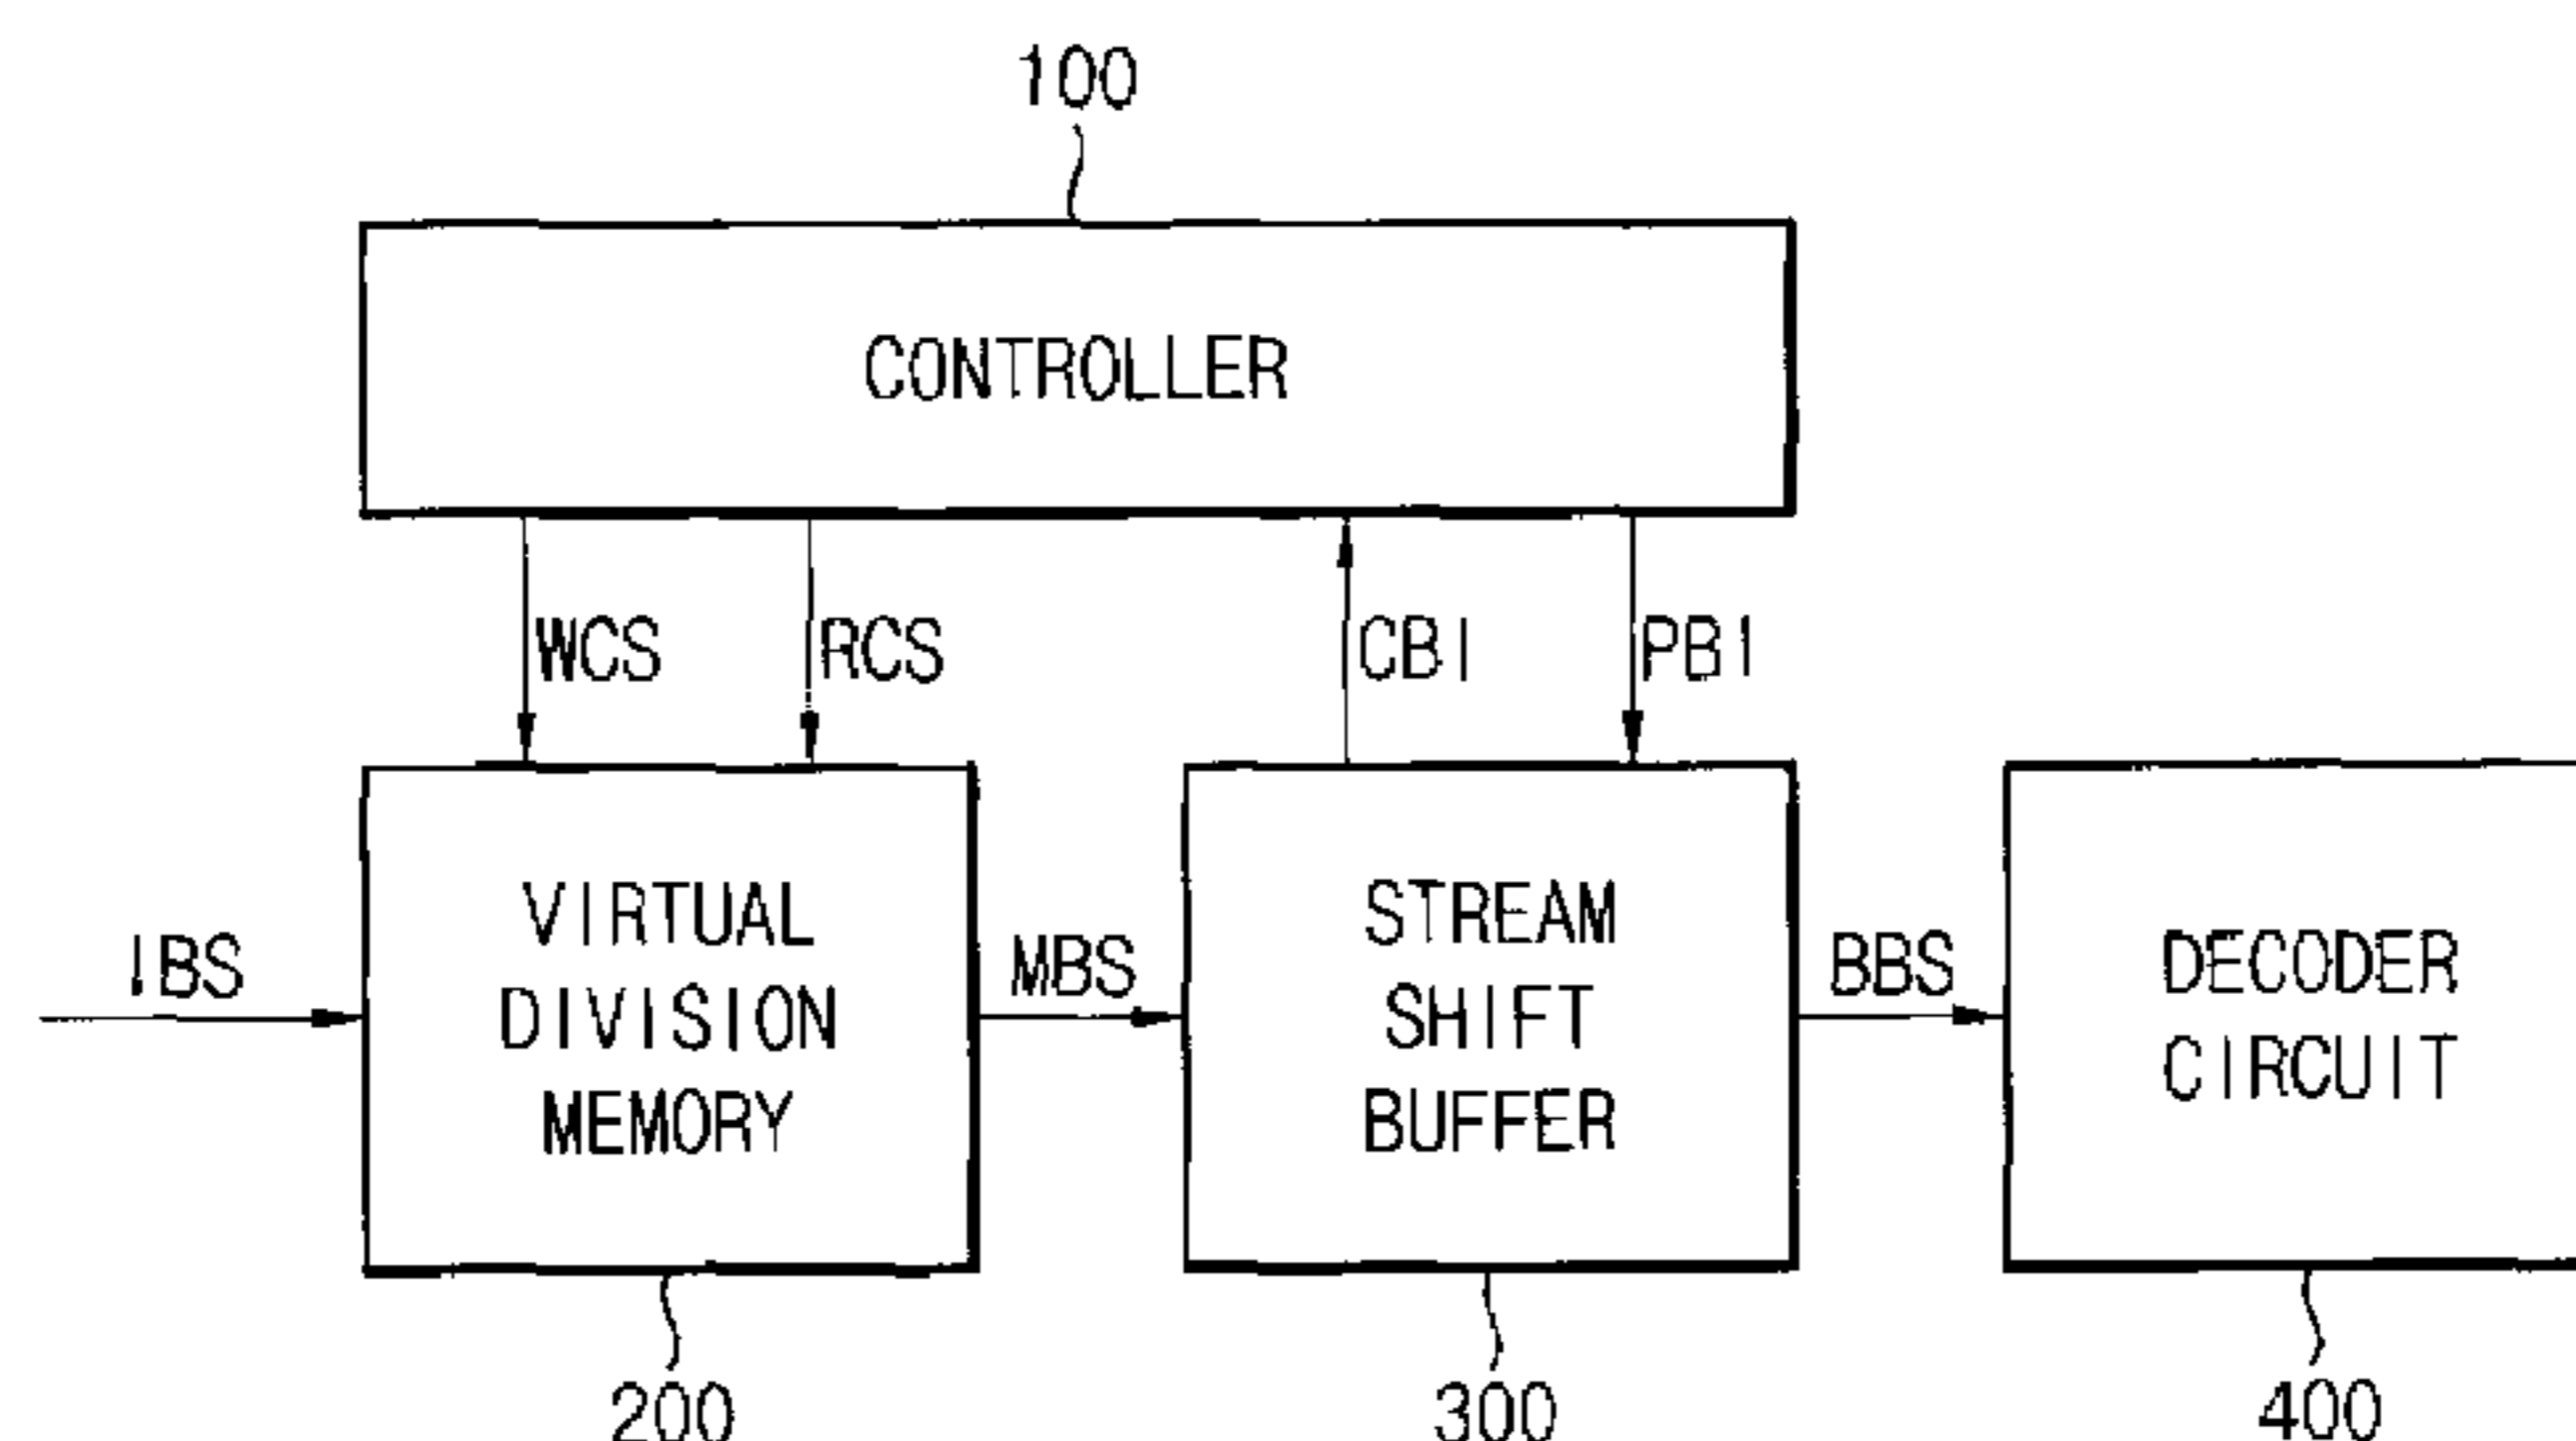 100
CONTROLLER
WCS
RCS
CBI
PBI
IBS
VIRTUAL
DIVISION
MEMORY
MBS
STREAM
SHIFT
BUFFER
BBS
DECODER
CIRCUIT
200
300
400